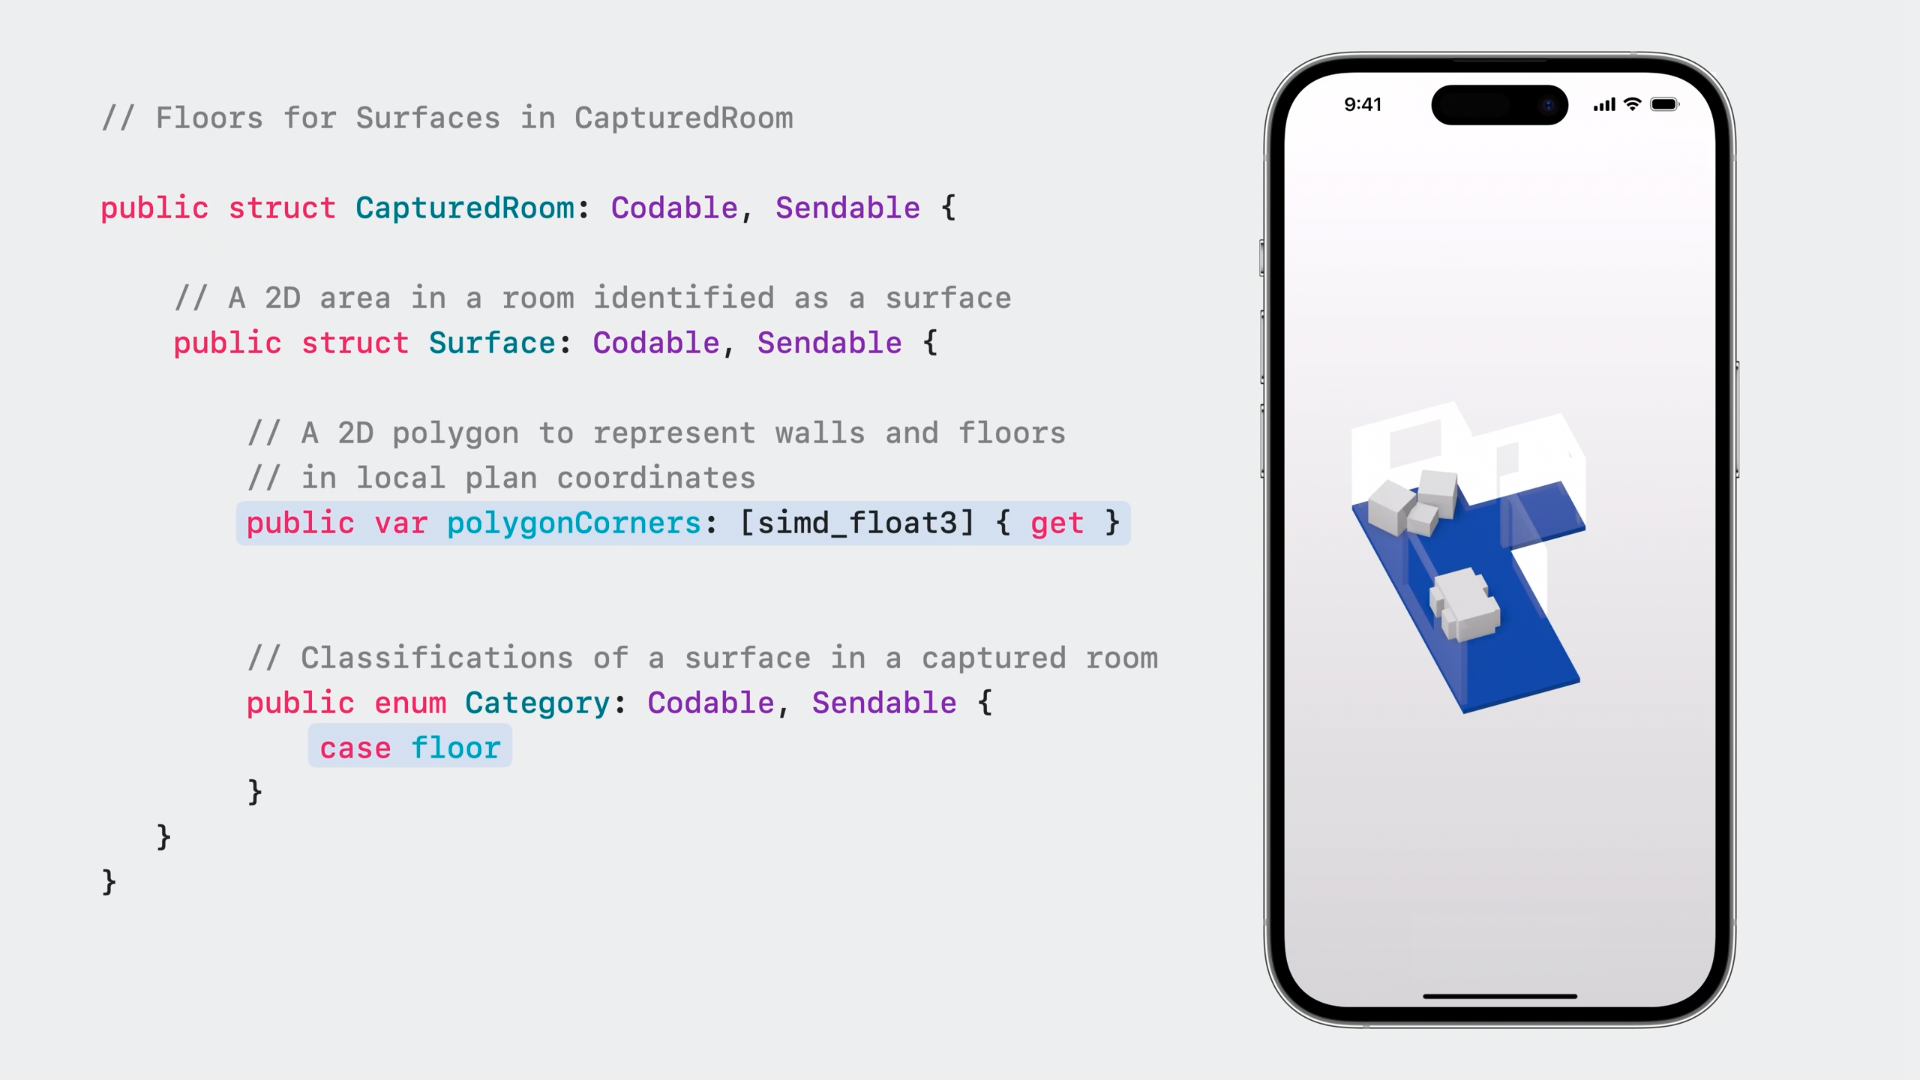 // Floors for Surfaces in CapturedRoom
public struct CapturedRoom: Codable, Sendable {
// A 2D area in a room identified as a surface
public struct Surface: Codable, Sendable {
// A 2D polygon to represent walls and floors
// in local plan coordinates
public var polygonCorners: [simd_float3] { get }
// Classifications of a surface in a captured room
public enum Category: Codable, Sendable {
case floor
}
}
}
9:41